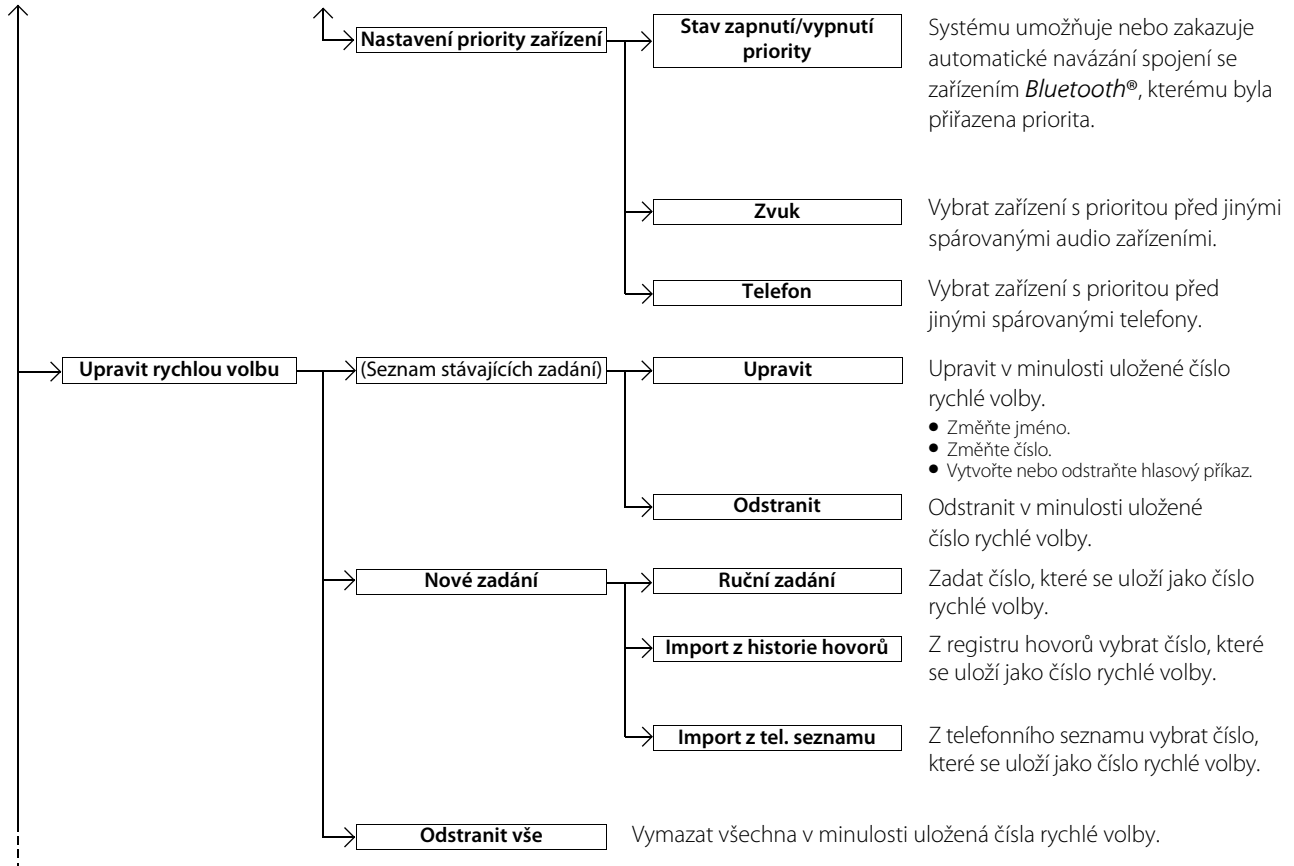 Nastavení priority zařízení
Stav zapnutí/vypnutí
priority
Systému umožňuje nebo zakazuje
automatické navázání spojení se
zařízením Bluetooth®, kterému byla
přiřazena priorita.
Zvuk
Vybrat zařízení s prioritou před jinými
spárovanými audio zařízeními.
Telefon
Vybrat zařízení s prioritou před
jinými spárovanými telefony.
Upravit rychlou volbu
(Seznam stávajících zadání)
Upravit
Upravit v minulosti uložené číslo
rychlé volby.
● Změňte jméno.
● Změňte číslo.
● Vytvořte nebo odstraňte hlasový příkaz.
Odstranit
Odstranit v minulosti uložené
číslo rychlé volby.
Nové zadání
Ruční zadání
Zadat číslo, které se uloží jako číslo
rychlé volby.
Import z historie hovorů
Z registru hovorů vybrat číslo, které
se uloží jako číslo rychlé volby.
Import z tel. seznamu
Z telefonního seznamu vybrat číslo,
které se uloží jako číslo rychlé volby.
Odstranit vše
Vymazat všechna v minulosti uložená čísla rychlé volby.